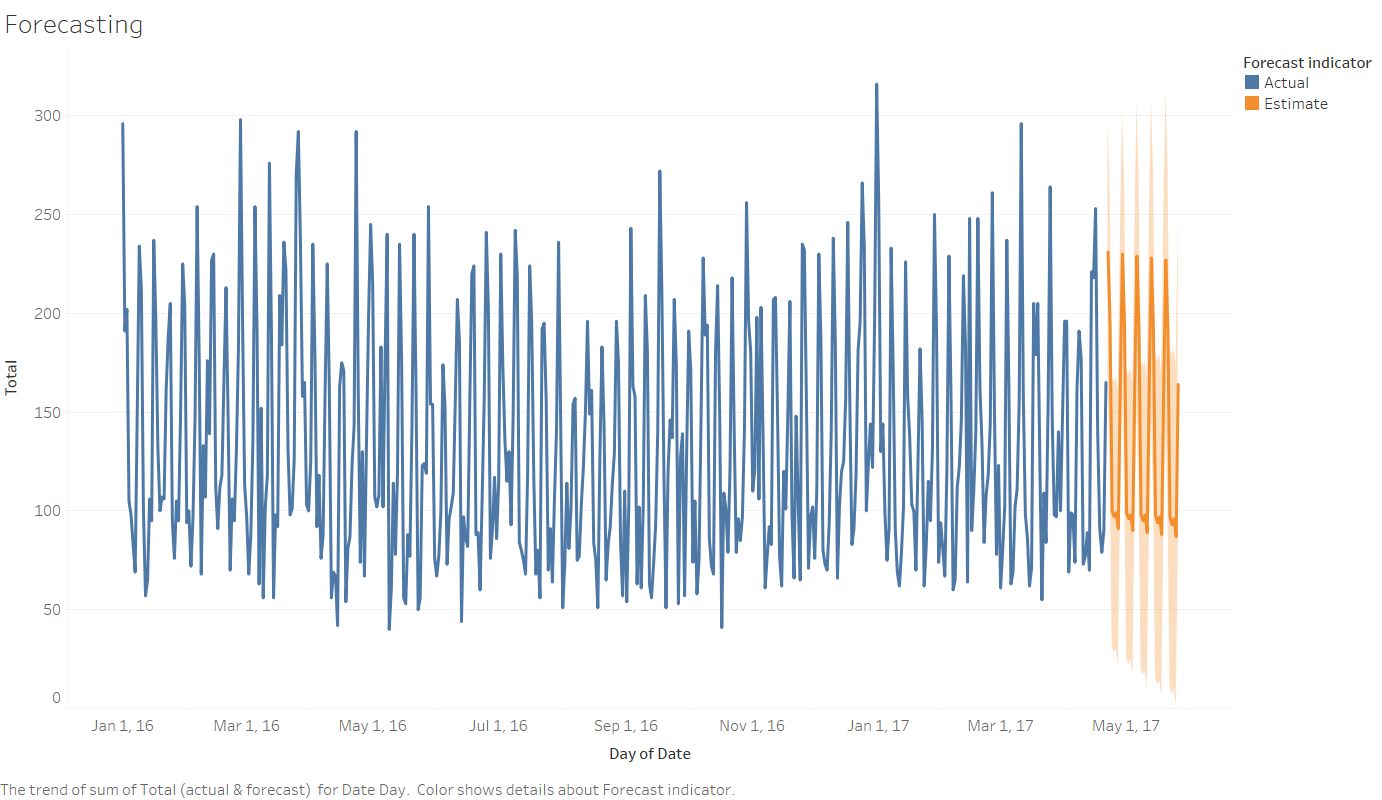 Forecasting
Forecast indicator
Actual
Estimate
300
250
200
150
100
50
0
Total
Jan 1, 16
Mar 1, 16
May 1, 16
Jul 1, 16
Sep 1, 16
Nov 1, 16
Jan 1, 17
Mar 1, 17
May 1, 17
Day of Date
The trend of sum of Total (actual & forecast)  for Date Day.  Color shows details about Forecast indicator.